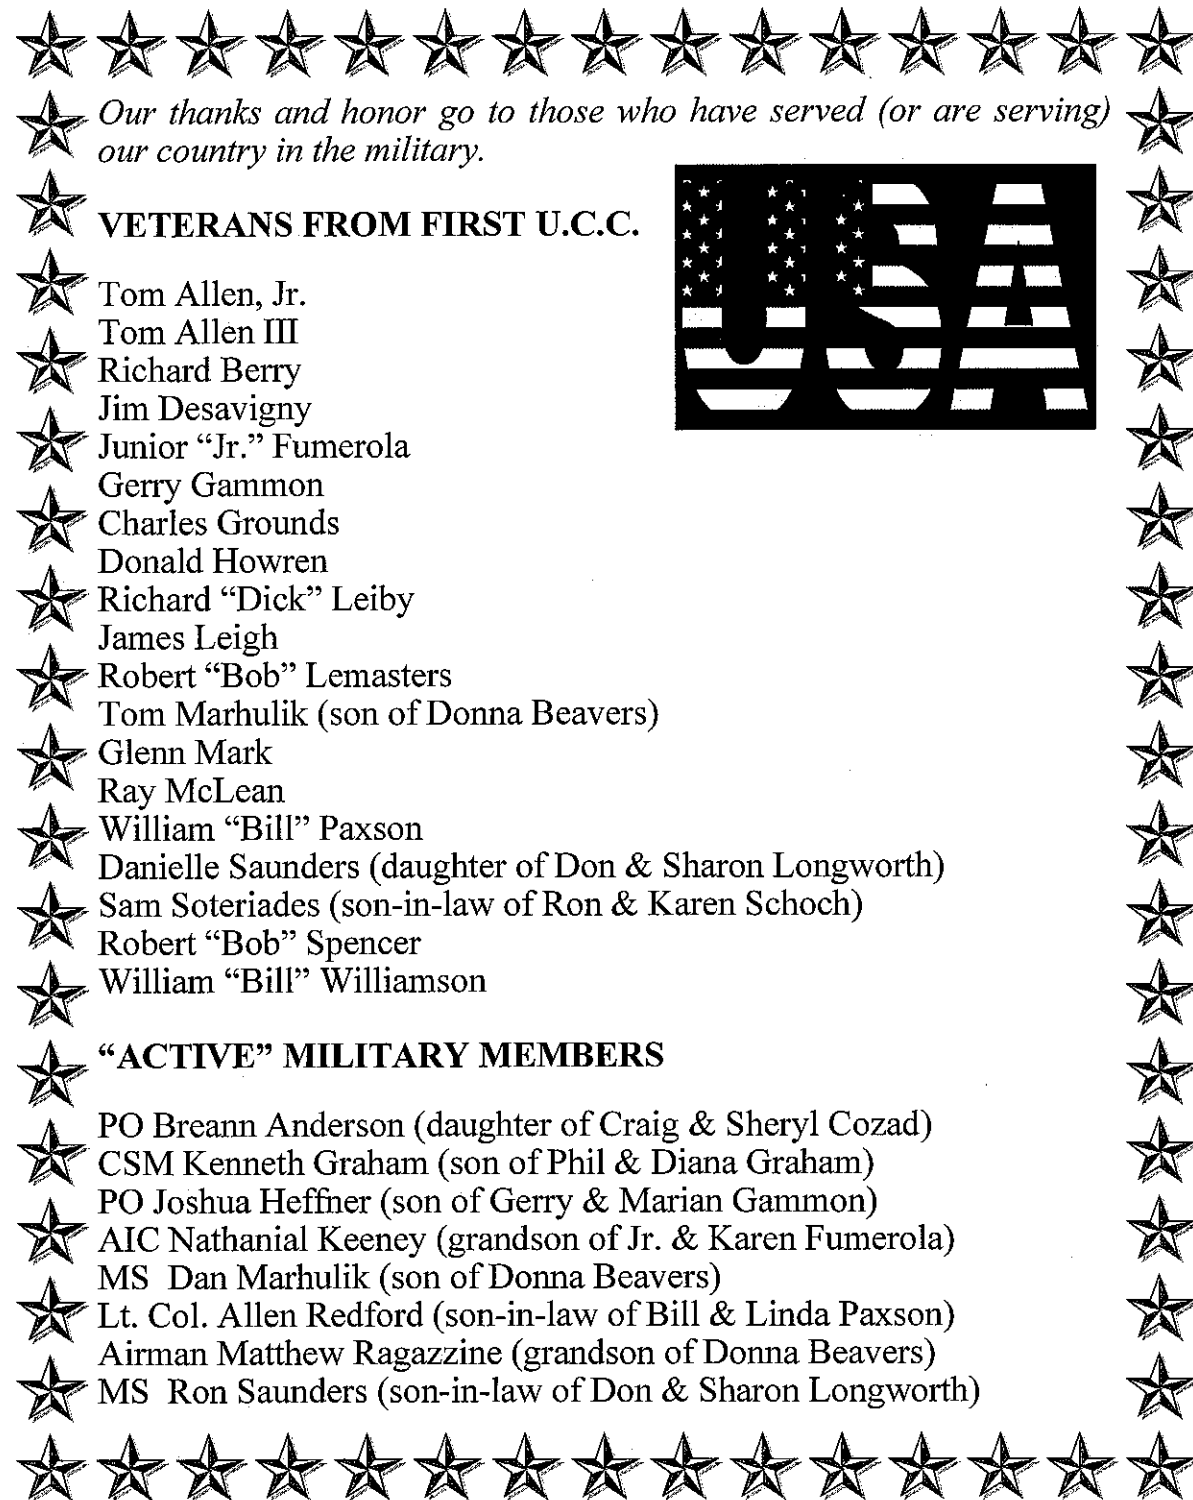 Our thanks and honor go to those who have served (or are serving)
our country in the military.
USA
VETERANS FROM FIRST U.C.C.
Tom Allen, Jr.
Tom Allen III
Richard Berry
Jim Desavigny
Junior “Jr.” Fumerola
Gerry Gammon
Charles Grounds
Donald Howren
Richard “Dick” Leiby
James Leigh
Robert “Bob” Lemasters
Tom Marhulik (son of Donna Beavers)
Glenn Mark
Ray McLean
William “Bill” Paxson
Danielle Saunders (daughter of Don & Sharon Longworth)
Sam Soteriades (son-in-law of Ron & Karen Schoch)
Robert “Bob” Spencer
William “Bill” Williamson
“ACTIVE” MILITARY MEMBERS
PO Breann Anderson (daughter of Craig & Sheryl Cozad)
CSM Kenneth Graham (son of Phil & Diana Graham)
PO Joshua Heffner (son of Gerry & Marian Gammon)
AIC Nathanial Keeney (grandson of Jr. & Karen Fumerola)
MS  Dan Marhulik (son of Donna Beavers)
Lt. Col. Allen Redford (son-in-law of Bill & Linda Paxson)
Airman Matthew Ragazzine (grandson of Donna Beavers)
MS  Ron Saunders (son-in-law of Don & Sharon Longworth)